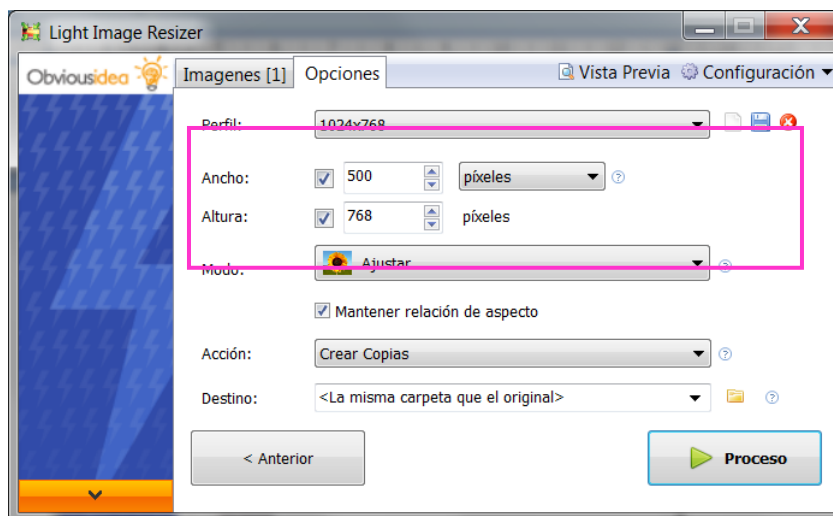 Light Image Resizer
Obviousidea Imagenes [1] Opciones Vista Previa Configuración
Perfil: 1024x768
Ancho: 500 píxeles
Altura: 768 píxeles
Modo: Ajustar
Mantener relación de aspecto
Acción: Crear Copias
Destino: <La misma carpeta que el original>
< Anterior Proceso